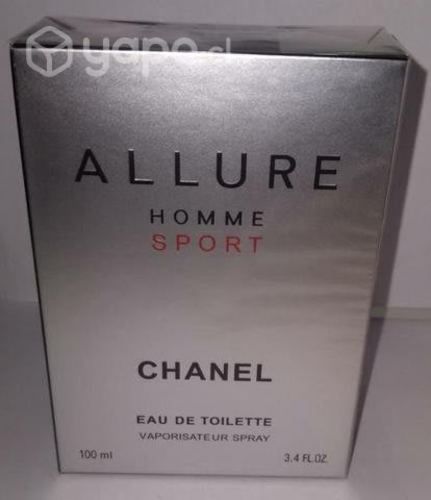 yapo.cl
ALLURE
HOMME
SPORT
CHANEL
EAU DE TOILETTE
VAPORISATEUR SPRAY
100 ml 3.4 FL.OZ.